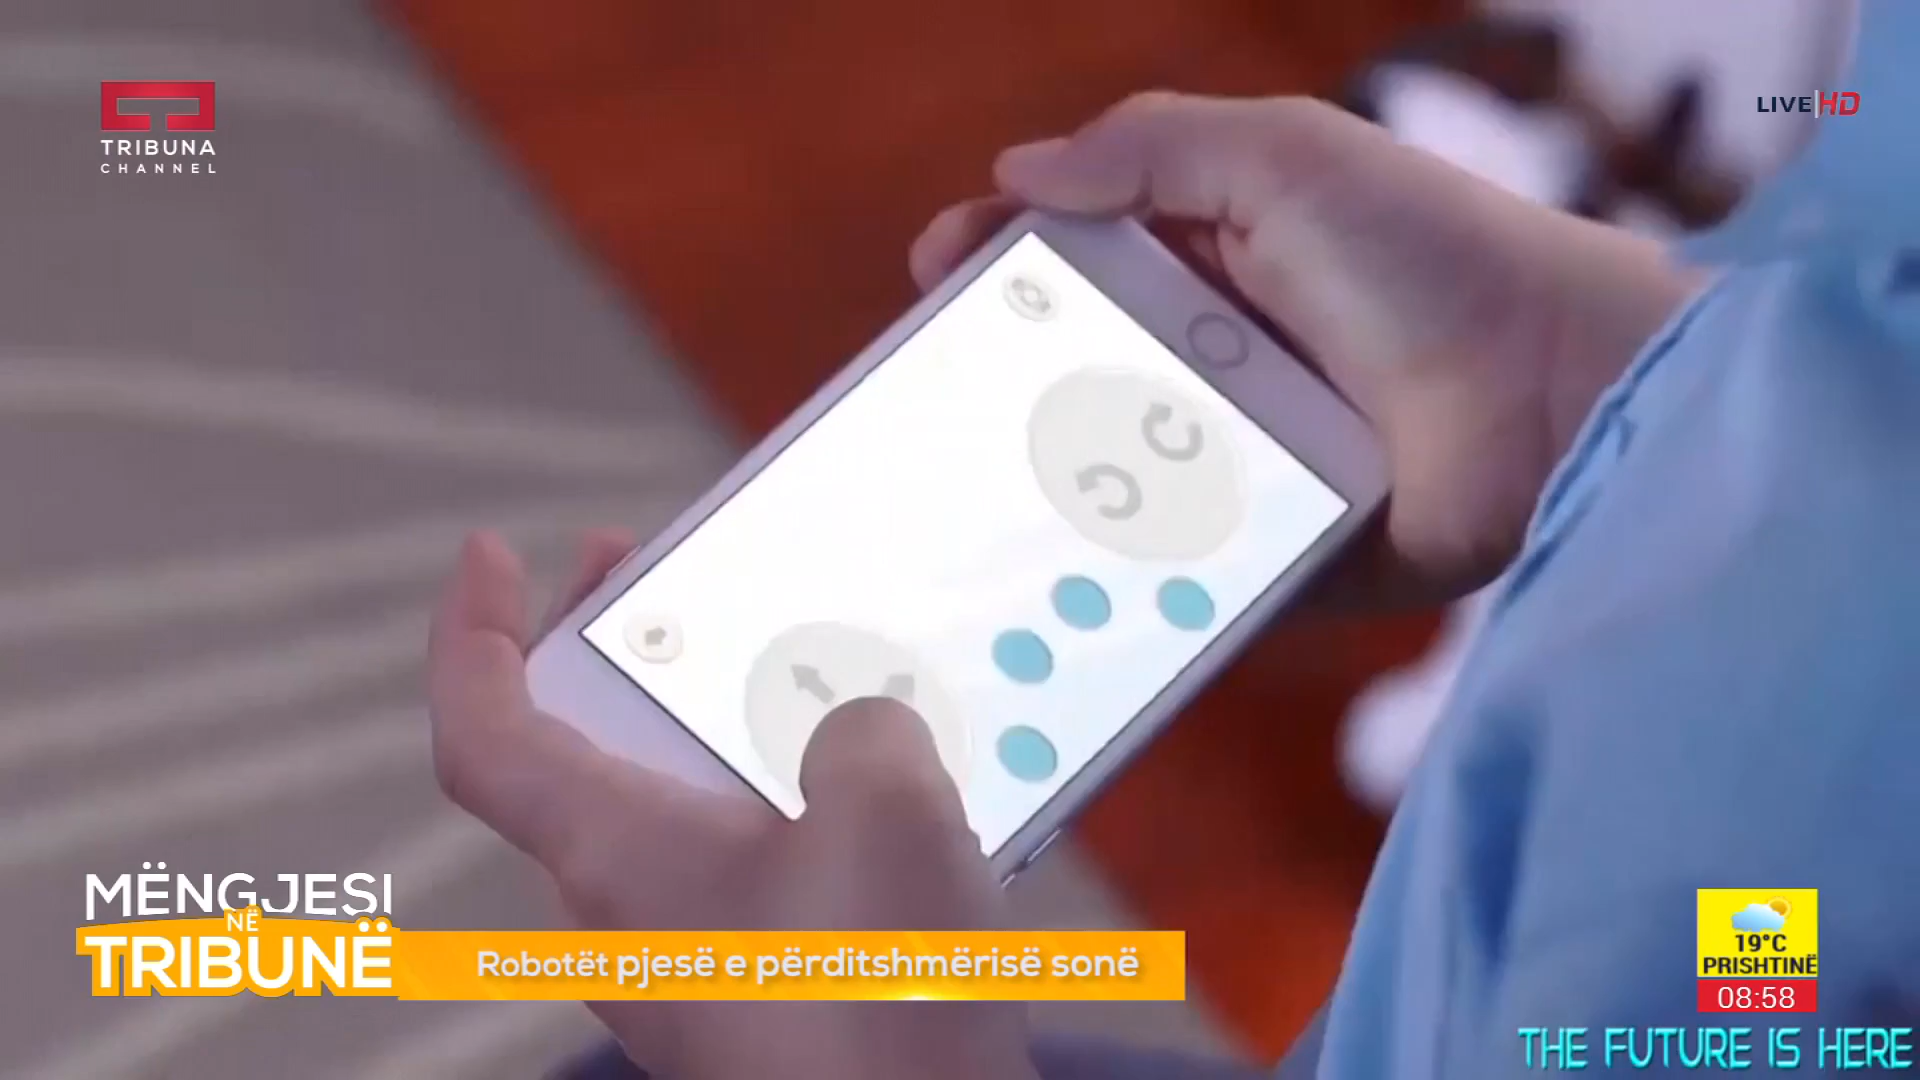 TRIBUNA
CHANNEL
LIVE HD
MËNGJESI
NË
TRIBUNË
Robotët pjesë e përditshmërisë sonë
19°C
PRISHTINË
08:58
THE FUTURE IS HERE